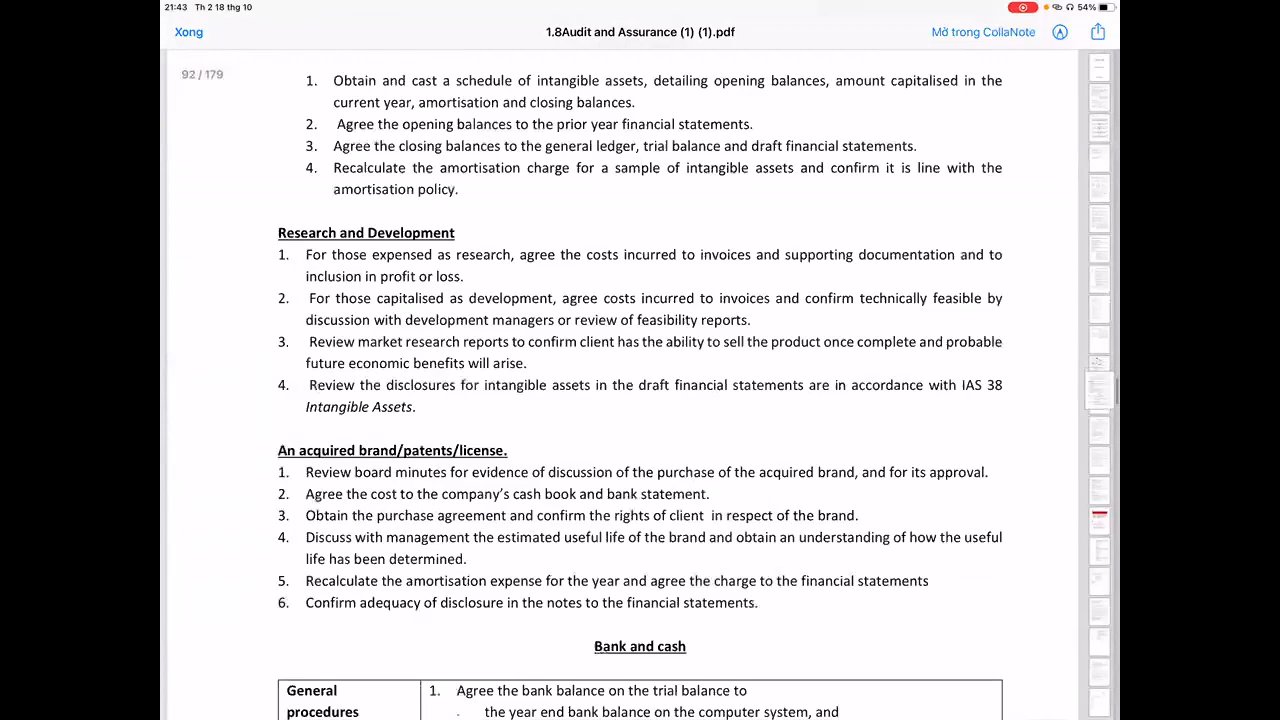 21:43 Th 2 18 thg 10
54%
Xong
1.8Audit and Assurance (1) (1).pdf
Mở trong CollaNote
92 / 179
1. Obtain or cast a schedule of intangible assets, detailing opening balances, amount capitalised in the
current year, amortisation and closing balances.
2. Agree the opening balances to the prior year financial statements.
Agree the closing balances to the general ledger, trial balance and draft financial statements.
Recalculate the amortisation charge for a sample of intangible assets and confirm it is line with the
amortisation policy.
Research and Development
1. For those expensed as research, agree the costs incurred to invoices and supporting documentation and to
inclusion in profit or loss.
2. For those capitalised as development, agree costs incurred to invoices and confirm technically feasible by
discussion with development managers or review of feasibility reports.
3. Review market research reports to confirm client has the ability to sell the product once complete and probable
future economic benefits will arise.
4. Review the disclosures for intangible assets in the draft financial statements are in accordance with IAS 38
Intangible Assets.
An acquired brand/patents/license.
1. Review board minutes for evidence of discussion of the purchase of the acquired brand, and for its approval.
2. Agree the cost to the company's cash book and bank statement.
3. Obtain the purchase agreement and confirm the rights of client in respect of the brand.
4. Discuss with management the estimated useful life of the brand and obtain an understanding of how the useful
life has been determined.
5. Recalculate the amortisation expense for the year and agree the charge to the financial statements
6. Confirm adequacy of disclosure in the notes to the financial statements.
Bank and cash
General
procedures
1. Agree the bank balance on the trial balance to
the year end bank balance in the computer system, and